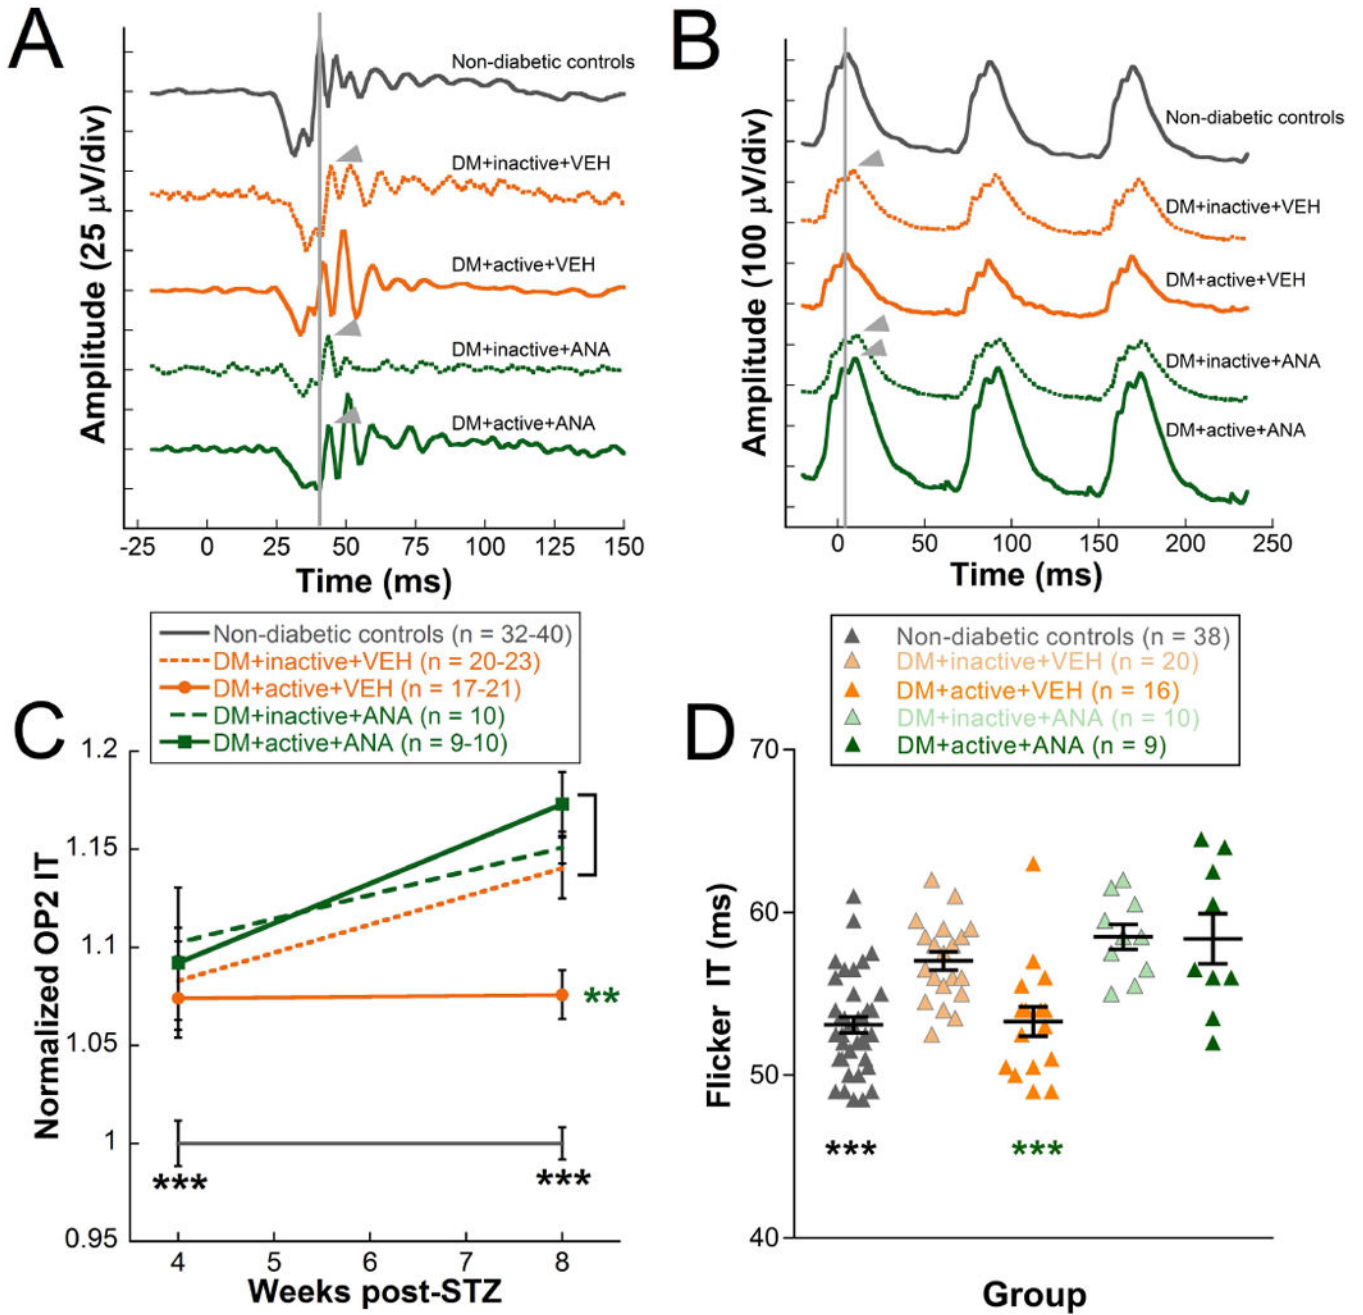 A
Amplitude (25 µV/div)
Non-diabetic controls
DM+inactive+VEH
DM+active+VEH
DM+inactive+ANA
DM+active+ANA
-25 0 25 50 75 100 125 150
Time (ms)
B
Amplitude (100 µV/div)
Non-diabetic controls
DM+inactive+VEH
DM+active+VEH
DM+inactive+ANA
DM+active+ANA
0 50 100 150 200 250
Time (ms)
C
Non-diabetic controls (n = 32-40)
DM+inactive+VEH (n = 20-23)
DM+active+VEH (n = 17-21)
DM+inactive+ANA (n = 10)
DM+active+ANA (n = 9-10)
Normalized OP2 IT
1.2
1.15
1.1
1.05
1
0.95
**
*** ***
4 5 6 7 8
Weeks post-STZ
D
Non-diabetic controls (n = 38)
DM+inactive+VEH (n = 20)
DM+active+VEH (n = 16)
DM+inactive+ANA (n = 10)
DM+active+ANA (n = 9)
Flicker IT (ms)
70
60
50
40
*** ***
Group